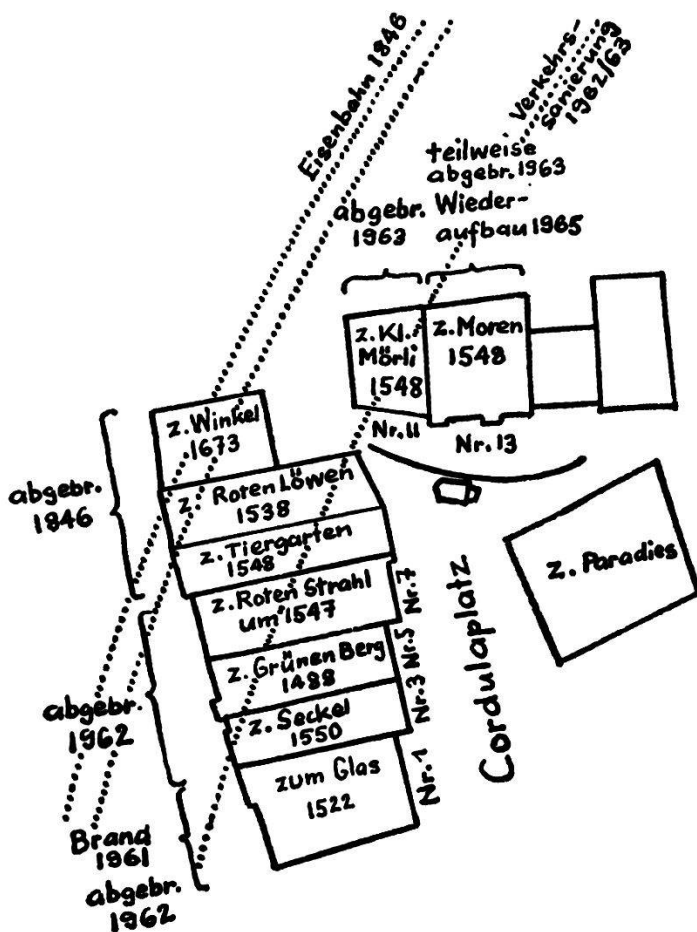 Eisenbahn 1846
Verkehrs-
sanierung
1962/63
teilweise
abgebr. 1963
abgebr.
1963
Wieder-
aufbau 1965
z. Kl.
Mörli
1548
z. Moren
1548
Nr. 11
Nr. 13
z. Winkel
1673
abgebr.
1846
z. Roten Löwen
1538
z. Tiergarten
1548
z. Roten Strahl
um 1547
Nr. 7
z. Grünen Berg
1488
Nr. 5
z. Seckel
1550
Nr. 3
zum Glas
1522
Nr. 1
Cordulaplatz
z. Paradies
abgebr.
1962
Brand
1961
abgebr.
1962